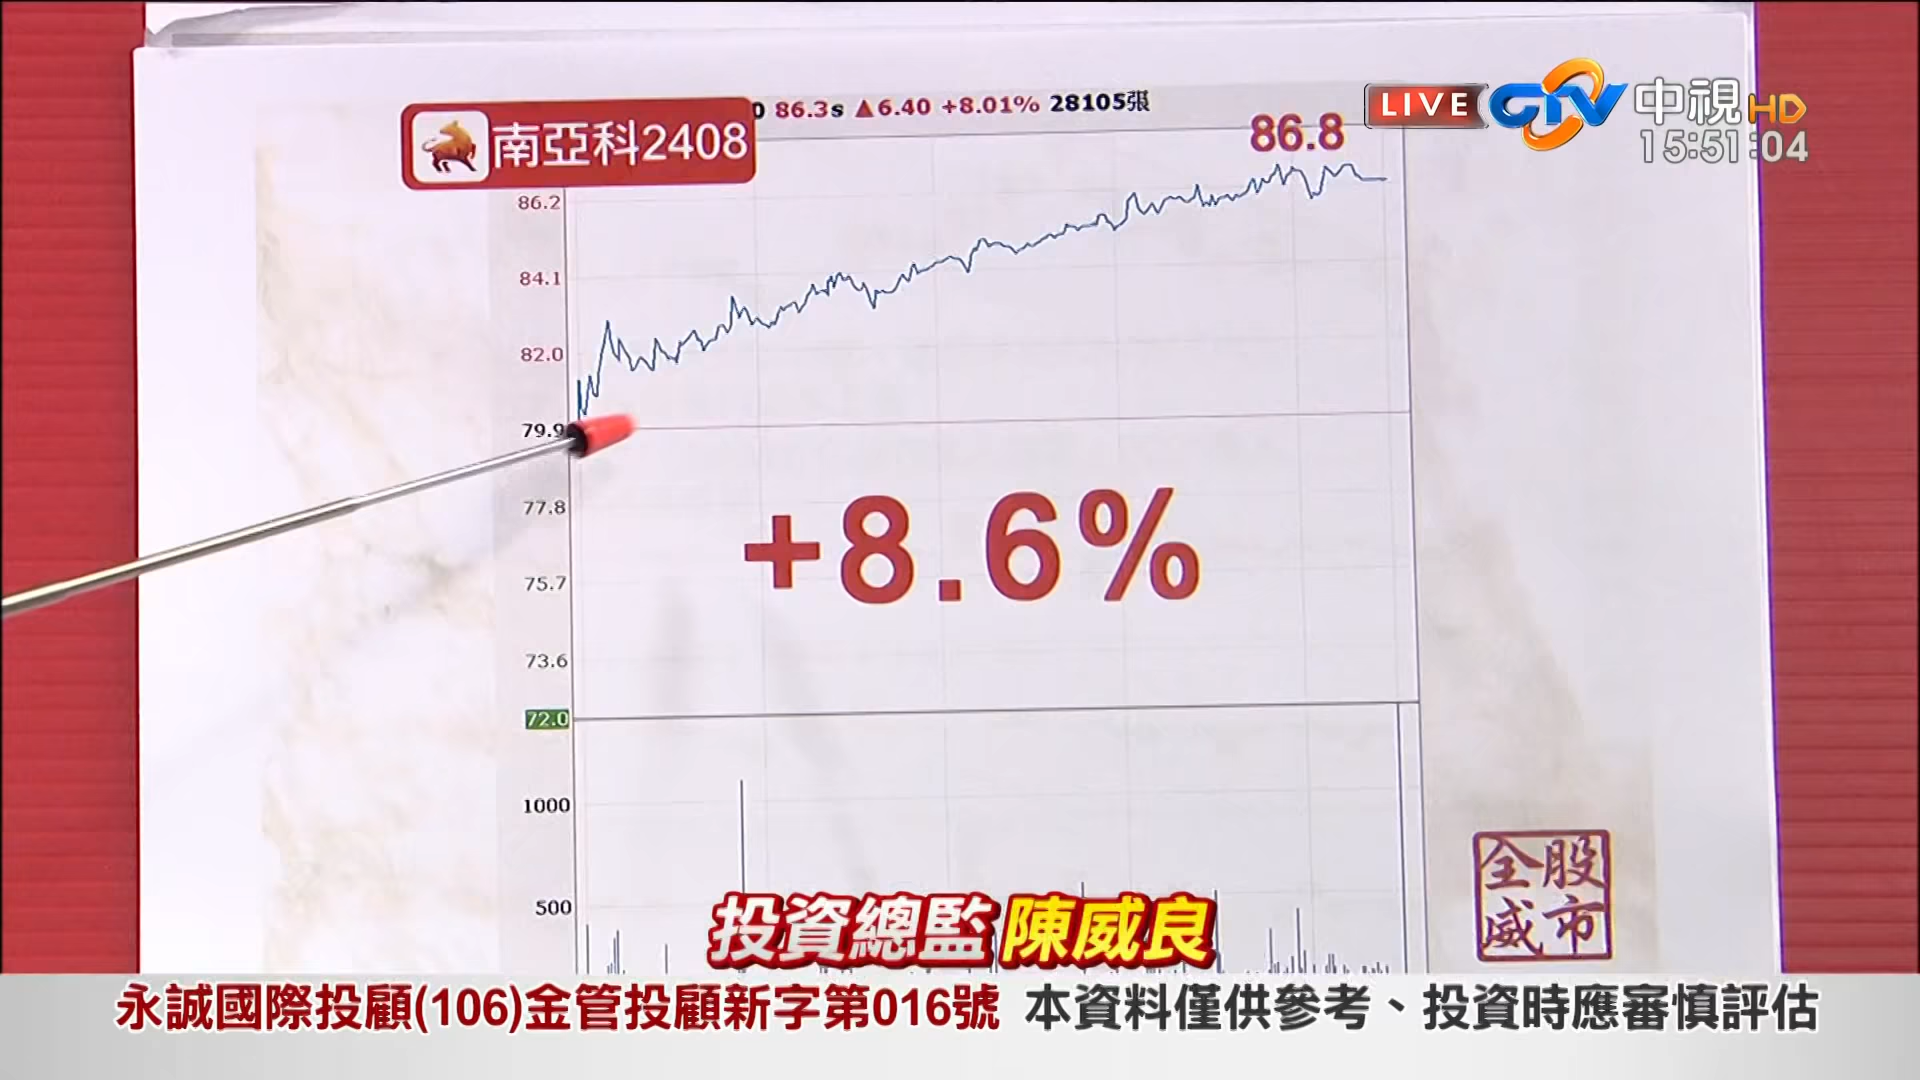 0 86.3s ▲6.40 +8.01% 28105張
LIVE CTV 中視HD
15:51:04
南亞科2408
86.8
86.2
84.1
82.0
79.9
77.8
75.7
73.6
72.0
+8.6%
1000
500
全股
威市
投資總監 陳威良
永誠國際投顧(106)金管投顧新字第016號 本資料僅供參考、投資時應審慎評估